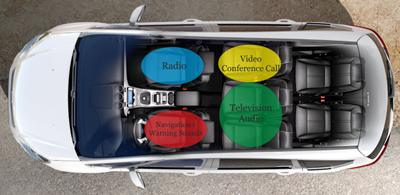 Radio
Video
Conference Call
Television
Audio
Navigation+
Warning Sounds